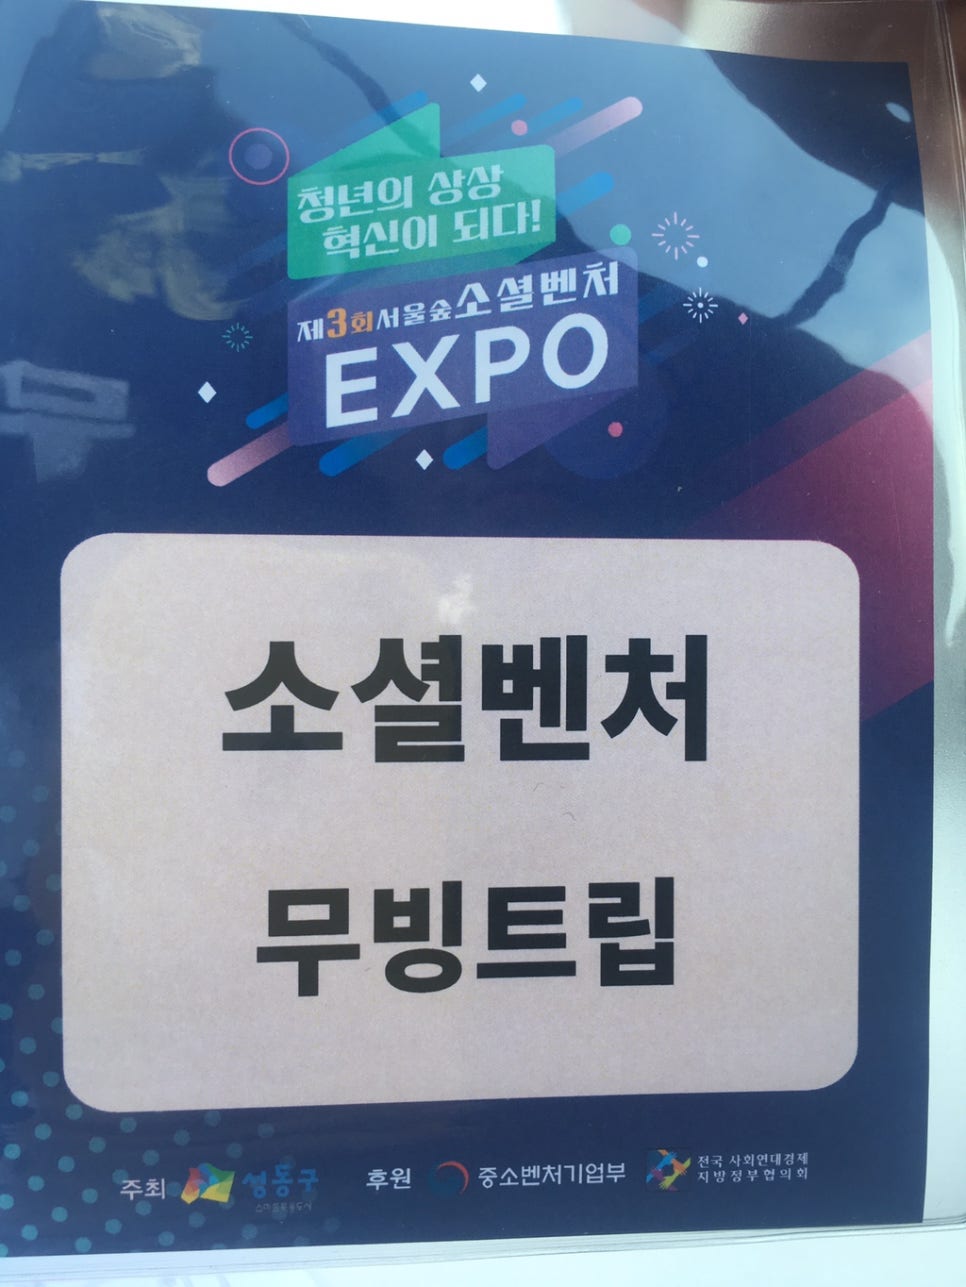 청년의 상상
혁신이 되다!
제3회서울숲소셜벤처
EXPO
소셜벤처
무빙트립
주최 성동구 후원 중소벤처기업부 전국 사회연대경제
지방정부협의회